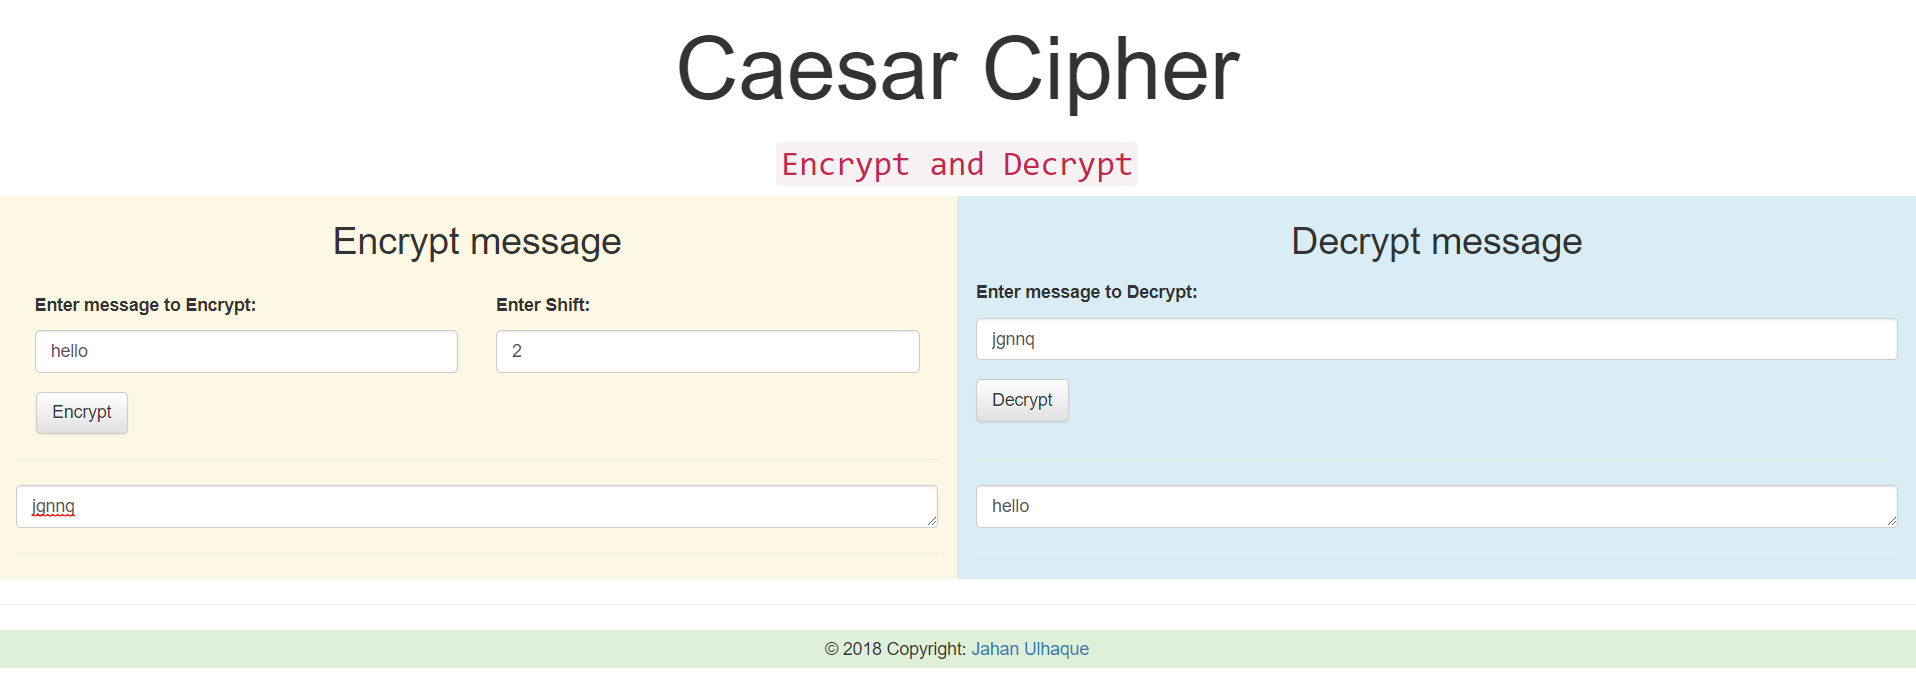 Caesar Cipher
Encrypt and Decrypt
Encrypt message
Enter message to Encrypt:
Enter Shift:
hello
2
Encrypt
jgnnq
Decrypt message
Enter message to Decrypt:
jgnnq
Decrypt
hello
© 2018 Copyright: Jahan Ulhaque